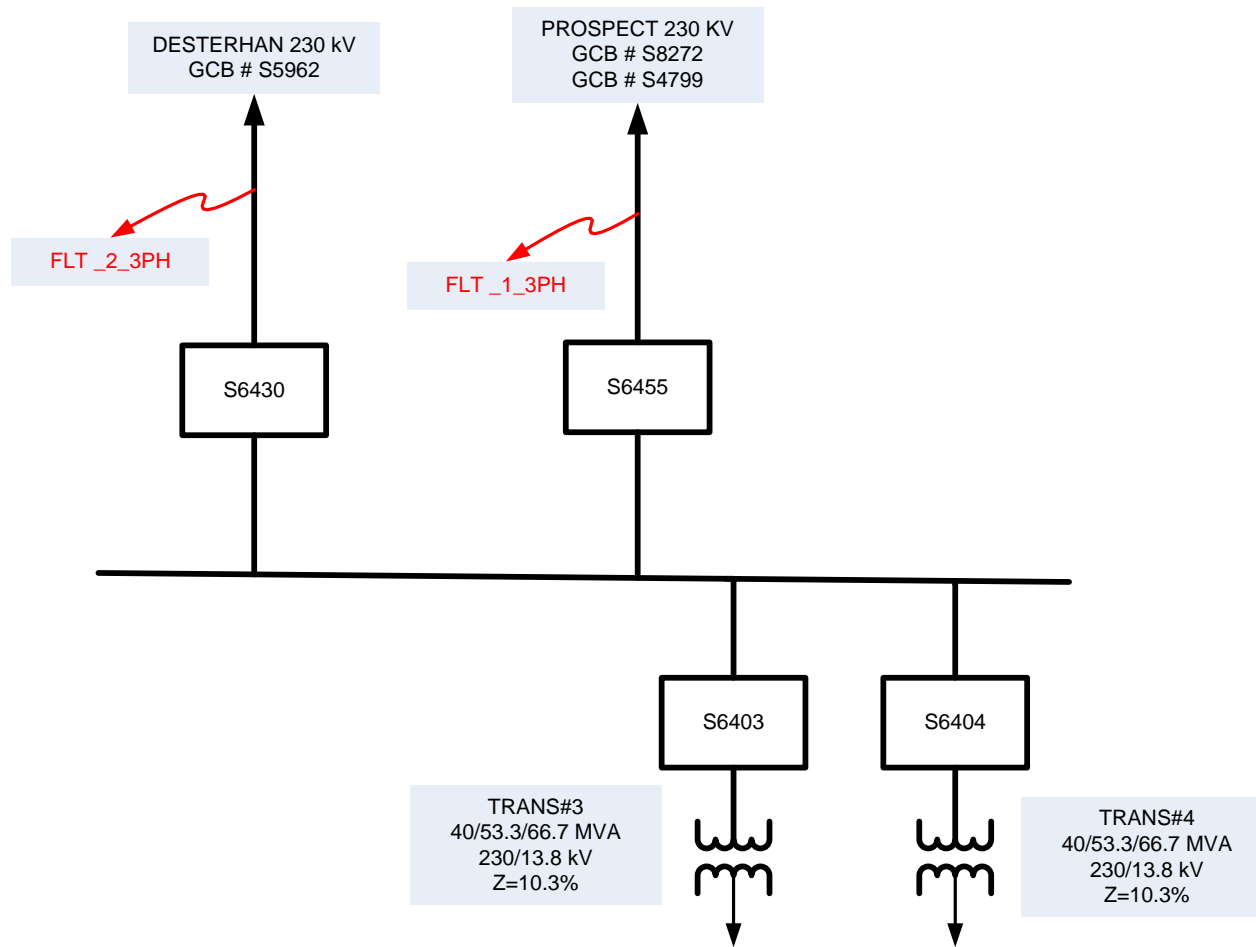 DESTERHAN 230 kV
GCB # S5962
PROSPECT 230 KV
GCB # S8272
GCB # S4799
FLT _2_3PH
FLT _1_3PH
S6430
S6455
S6403
S6404
TRANS#3
40/53.3/66.7 MVA
230/13.8 kV
Z=10.3%
TRANS#4
40/53.3/66.7 MVA
230/13.8 kV
Z=10.3%